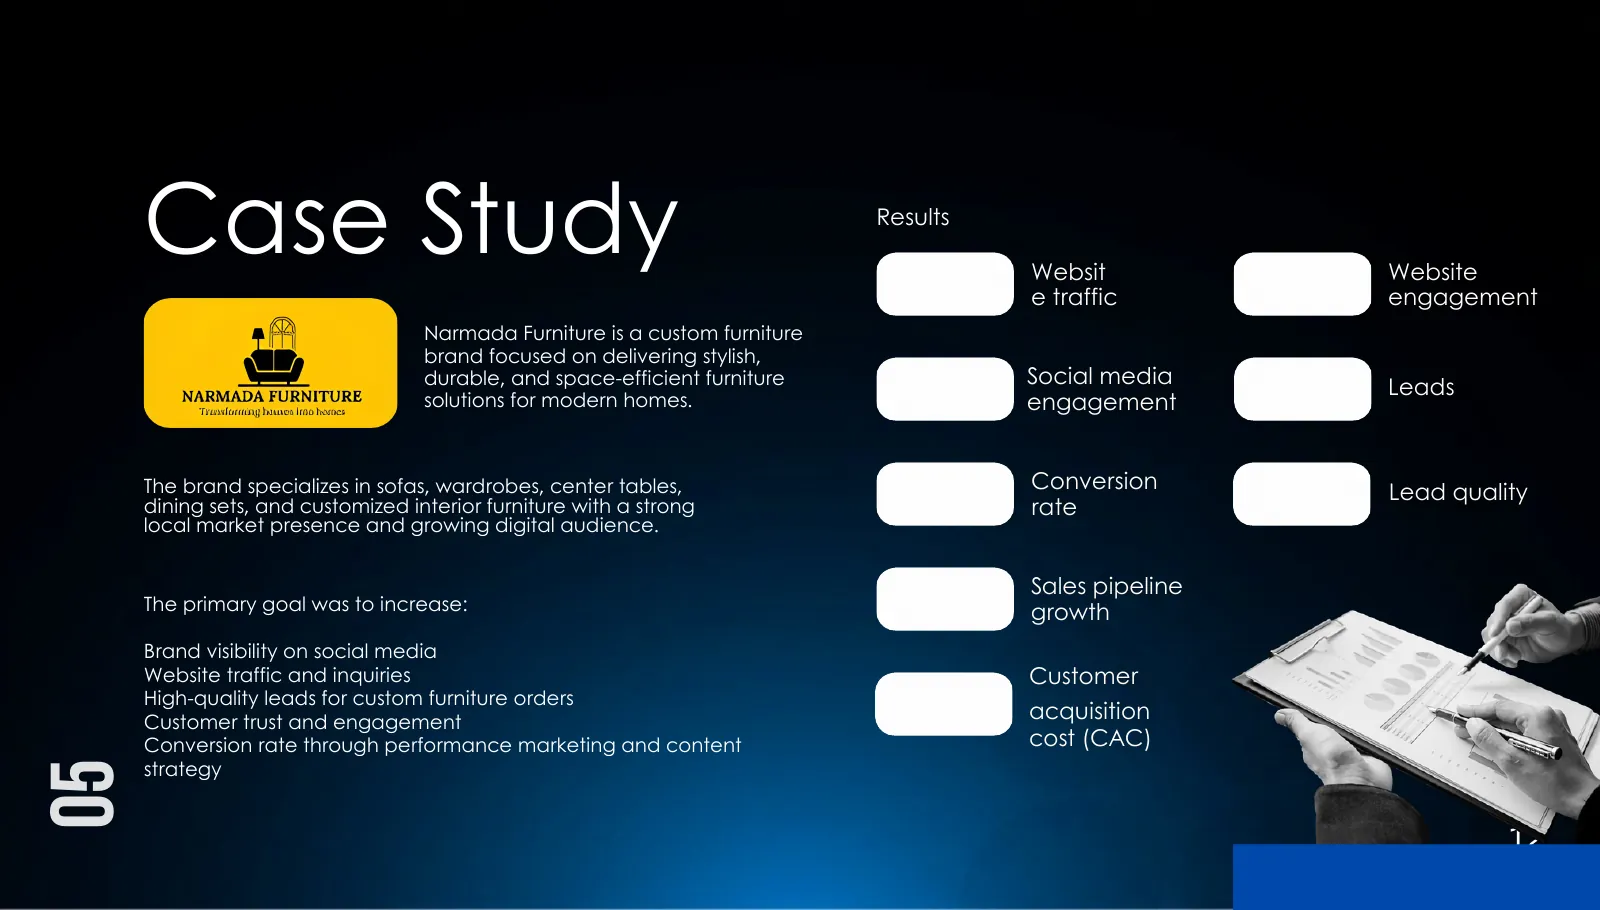 Case Study
NARMADA FURNITURE
Transforming houses into homes
Narmada Furniture is a custom furniture
brand focused on delivering stylish,
durable, and space-efficient furniture
solutions for modern homes.
The brand specializes in sofas, wardrobes, center tables,
dining sets, and customized interior furniture with a strong
local market presence and growing digital audience.
The primary goal was to increase:
Brand visibility on social media
Website traffic and inquiries
High-quality leads for custom furniture orders
Customer trust and engagement
Conversion rate through performance marketing and content
strategy
05
Results
Websit
e traffic
Social media
engagement
Conversion
rate
Sales pipeline
growth
Customer
acquisition
cost (CAC)
Website
engagement
Leads
Lead quality